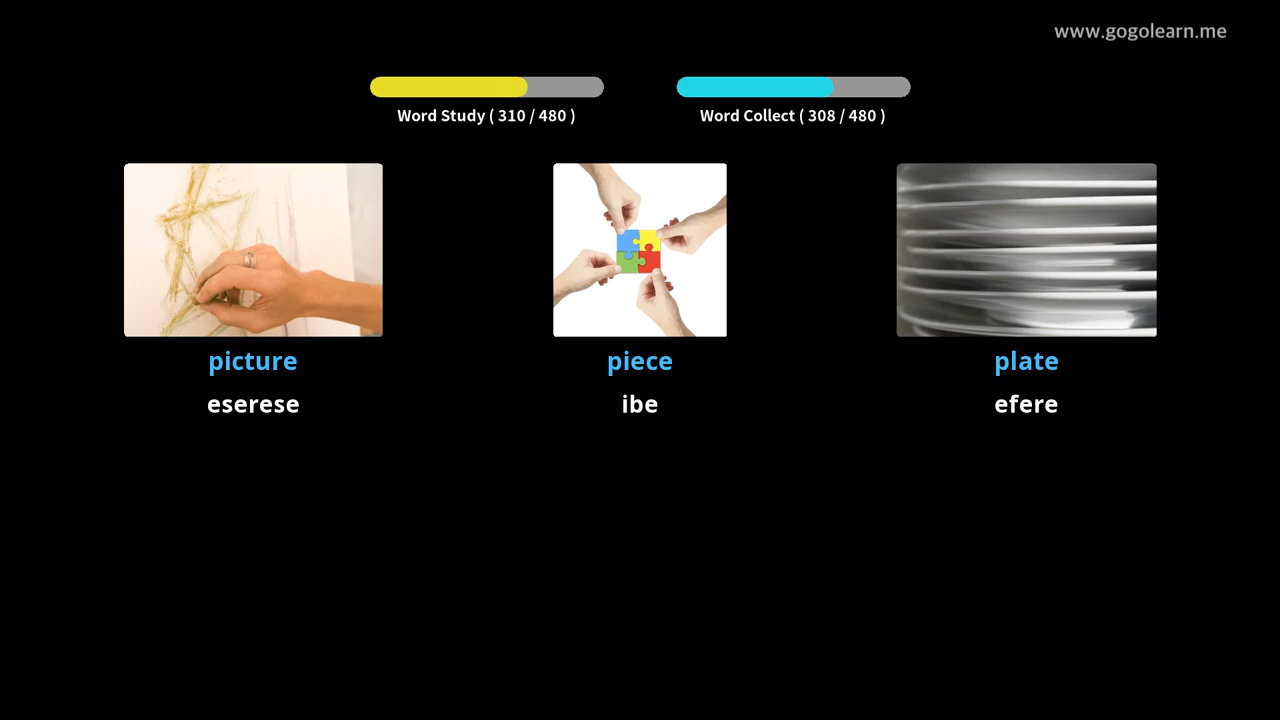 www.gogolearn.me
Word Study ( 310 / 480 )
Word Collect ( 308 / 480 )
picture
piece
plate
eserese
ibe
efere